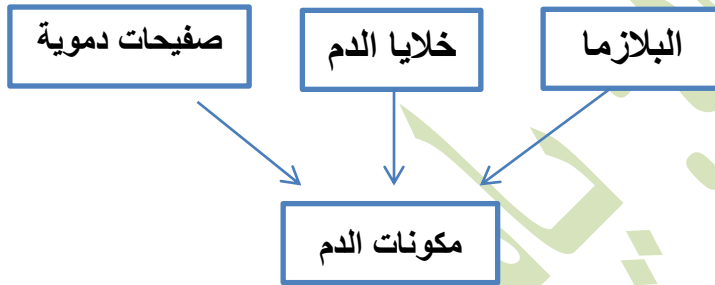 البلازما
خلايا الدم
صفيحات دموية
مكونات الدم